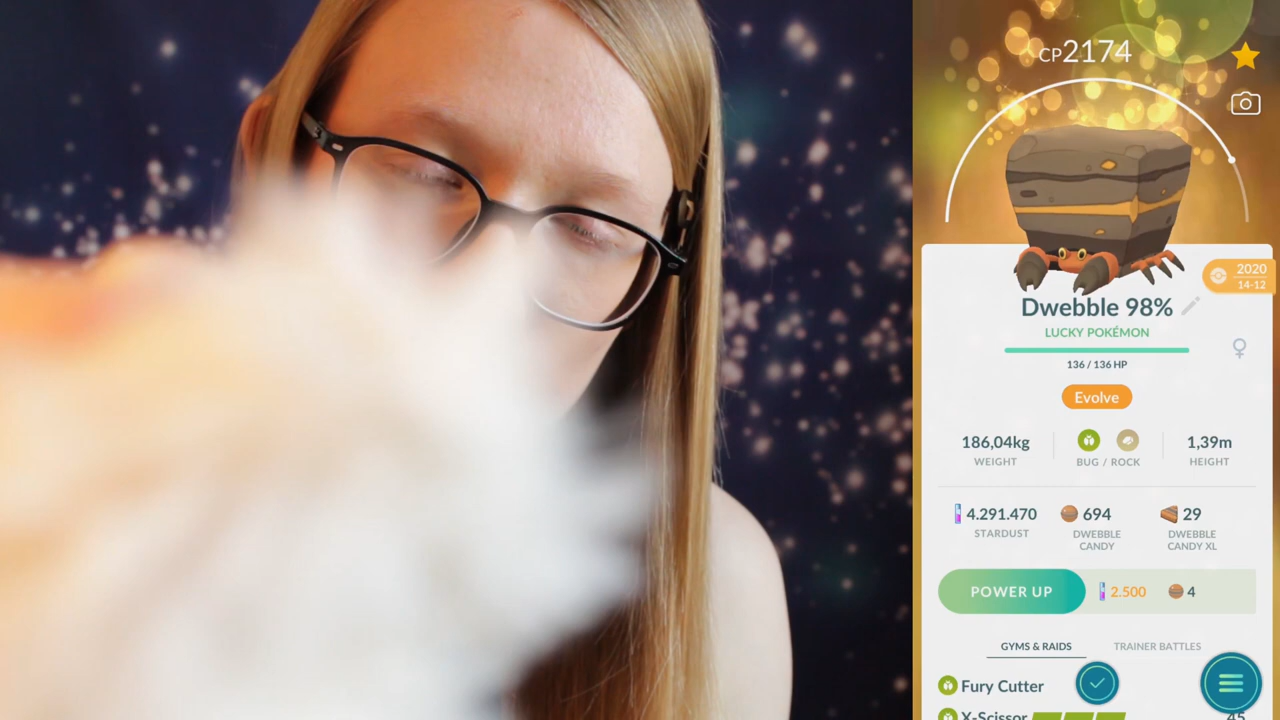 CP2174
2020
14-12
Dwebble 98%
LUCKY POKÉMON
136 / 136 HP
Evolve
186,04kg
WEIGHT
BUG / ROCK
1,39m
HEIGHT
4.291.470
STARDUST
694
DWEBBLE
CANDY
29
DWEBBLE
CANDY XL
POWER UP
2.500
4
GYMS & RAIDS
TRAINER BATTLES
Fury Cutter
X-Scissor
45